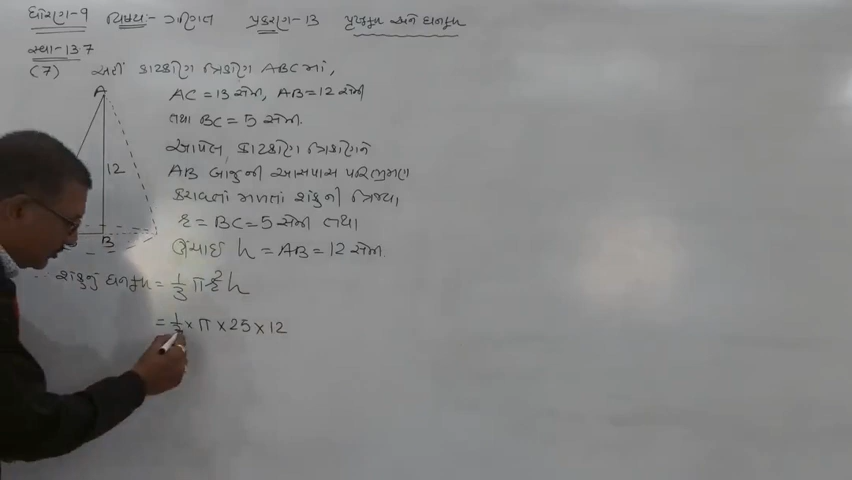 ધોરણ-9 વિષય:- ગણિત પ્રકરણ-13 પૃષ્ઠફળ અને ઘનફળ
સ્વા-13.7
(7) અહીં કાટકોણ ત્રિકોણ ABC માં,
A
AC = 13 સેમી, AB = 12 સેમી
તથા BC = 5 સેમી.
આપેલ કાટકોણ ત્રિકોણને
12
AB બાજુની આસપાસ પરિભ્રમણ
કરાવતાં મળતાં શંકુની ત્રિજ્યા
r = BC = 5 સેમી તથા
B
ઊંચાઈ h = AB = 12 સેમી.
∴ શંકુનું ઘનફળ = 1/3 πr²h
= 1/3 × π × 25 × 12